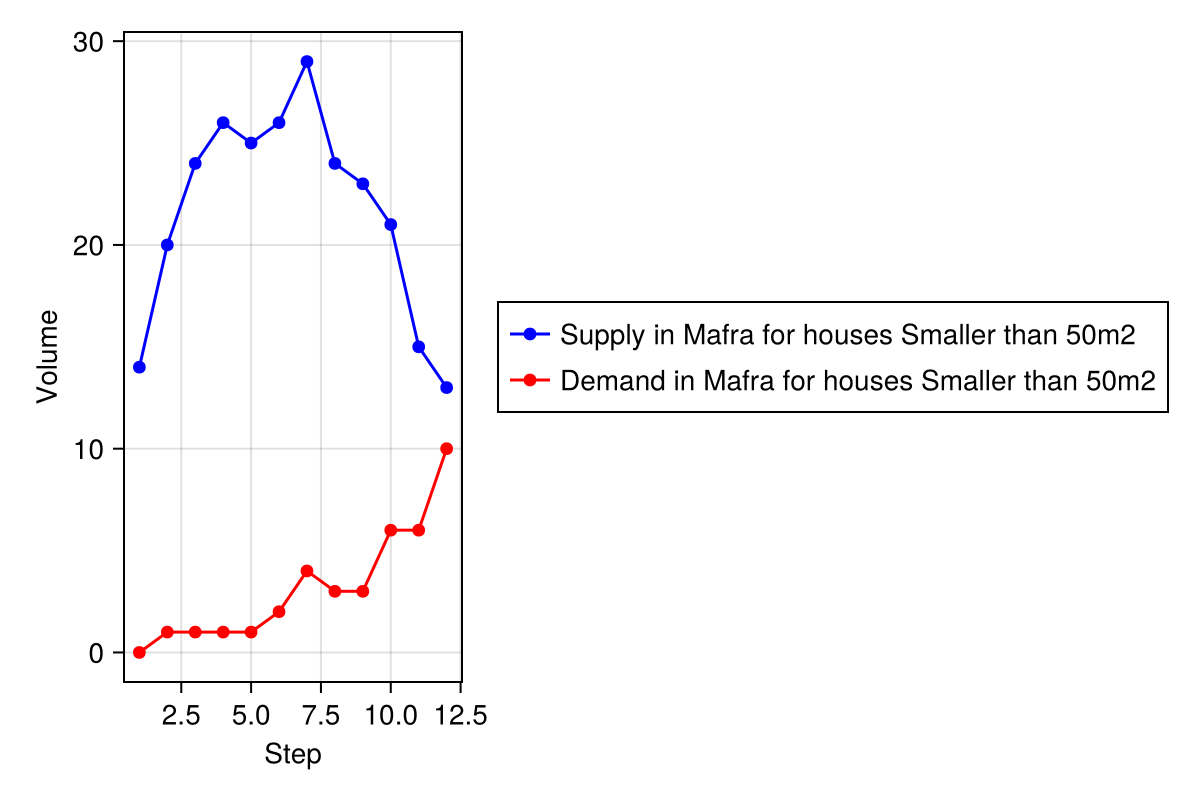 30
20
10
0
Volume
2.5 5.0 7.5 10.0 12.5
Step
Supply in Mafra for houses Smaller than 50m2
Demand in Mafra for houses Smaller than 50m2